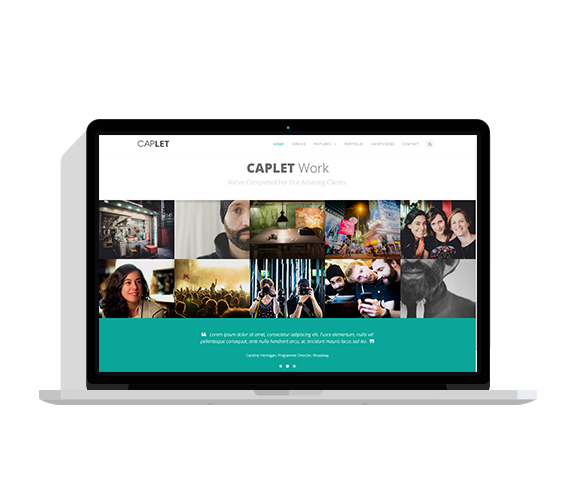 CAPLET
HOME SERVICE FEATURES PORTFOLIO SHORTCODES CONTACT
CAPLET Work
We've Completed For Our Amazing Clients.
❝ Lorem ipsum dolor sit amet, consectetur adipiscing elit. Fusce elementum, nulla vel
pellentesque consequat, ante nulla hendrerit arcu, ac tincidunt mauris lacus sed leo. ❞
Caroline Hannigan, Programmer Director, Broadway